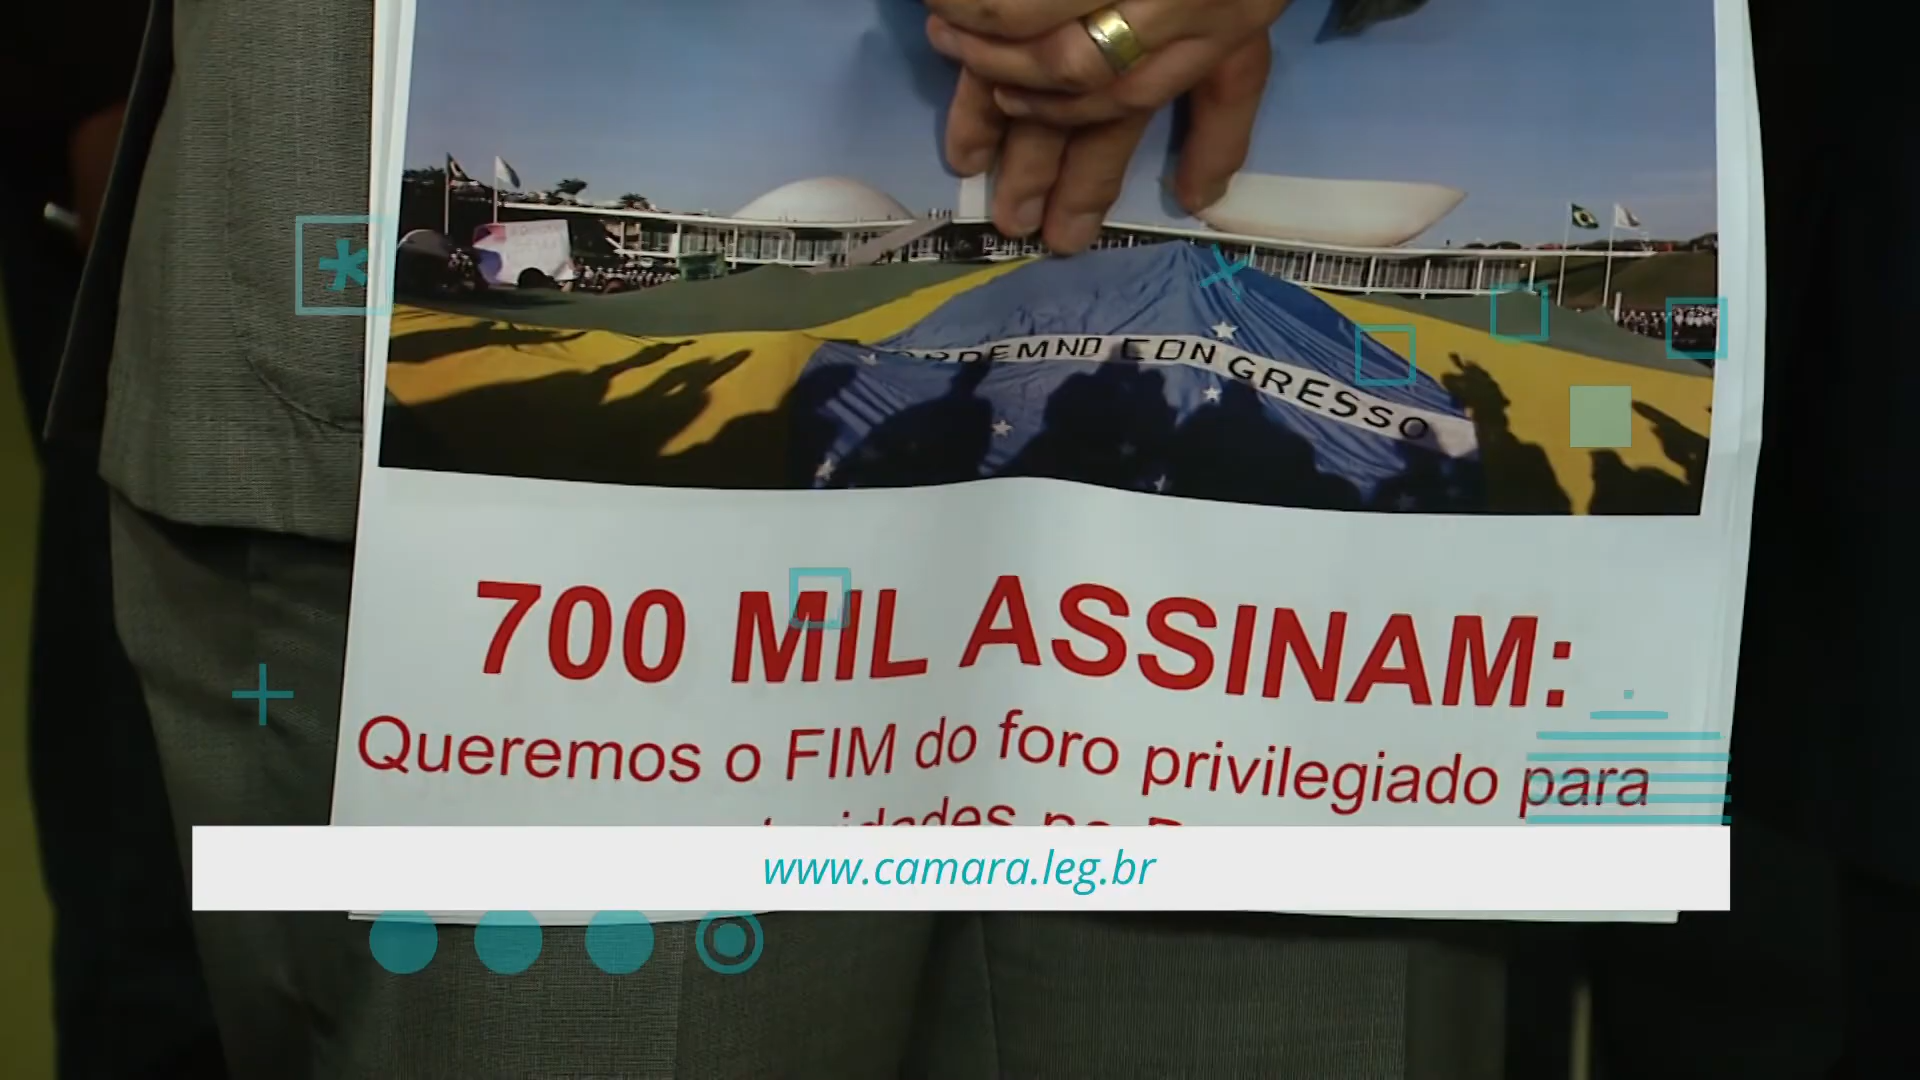 ORDEM NO CONGRESSO
700 MIL ASSINAM:
Queremos o FIM do foro privilegiado para
www.camara.leg.br